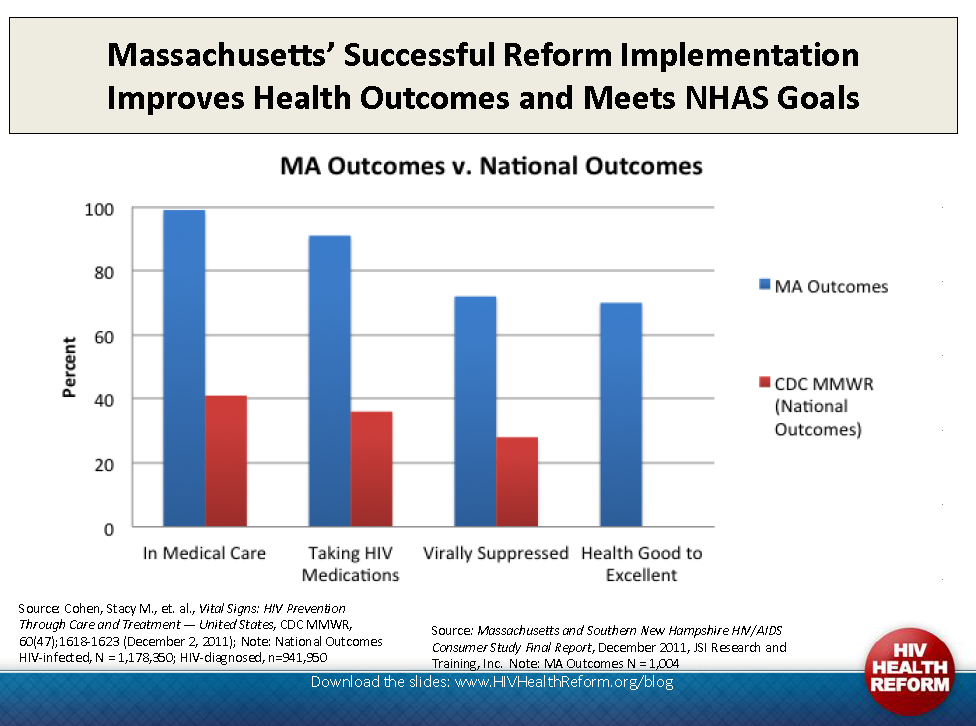 Massachusetts’ Successful Reform Implementation
Improves Health Outcomes and Meets NHAS Goals
MA Outcomes v. National Outcomes
Percent
100
80
60
40
20
0
In Medical Care
Taking HIV
Medications
Virally Suppressed
Health Good to
Excellent
MA Outcomes
CDC MMWR
(National
Outcomes)
Source: Cohen, Stacy M., et. al., Vital Signs: HIV Prevention
Through Care and Treatment — United States, CDC MMWR,
60(47);1618-1623 (December 2, 2011); Note: National Outcomes
HIV-infected, N = 1,178,350; HIV-diagnosed, n=941,950
Source: Massachusetts and Southern New Hampshire HIV/AIDS
Consumer Study Final Report, December 2011, JSI Research and
Training, Inc. Note: MA Outcomes N = 1,004
Download the slides: www.HIVHealthReform.org/blog
HIV
HEALTH
REFORM